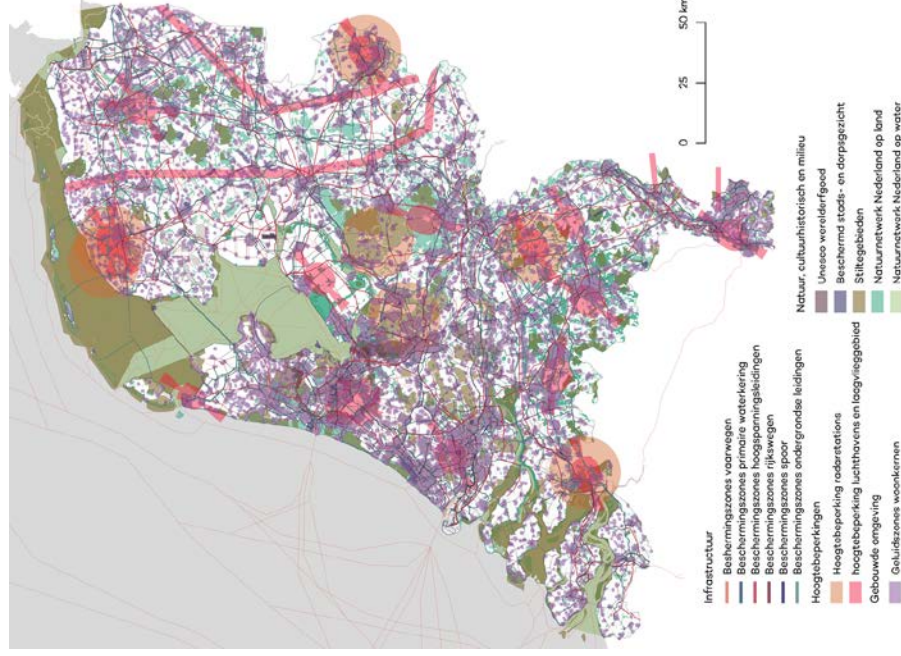 0
25
50 km
Infrastructuur
Beshermingszones vaarwegen
Beschermingszones primaire waterkering
Beschermingszones hoogspanningsleidingen
Beschermingszones rijkswegen
Beschermingszones spoor
Beschermingszones ondergrondse leidingen
Hoogtebeperkingen
Hoogtebeperking radarstations
hoogtebeperking luchthavens en laagvlieggebied
Gebouwde omgeving
Geluidszones woonkernen
Natuur, cultuurhistorisch en milieu
Unesco werelderfgoed
Beschermd stads- en dorpsgezicht
Stiltegebieden
Natuurnetwerk Nederland op land
Natuurnetwerk Nederland op water